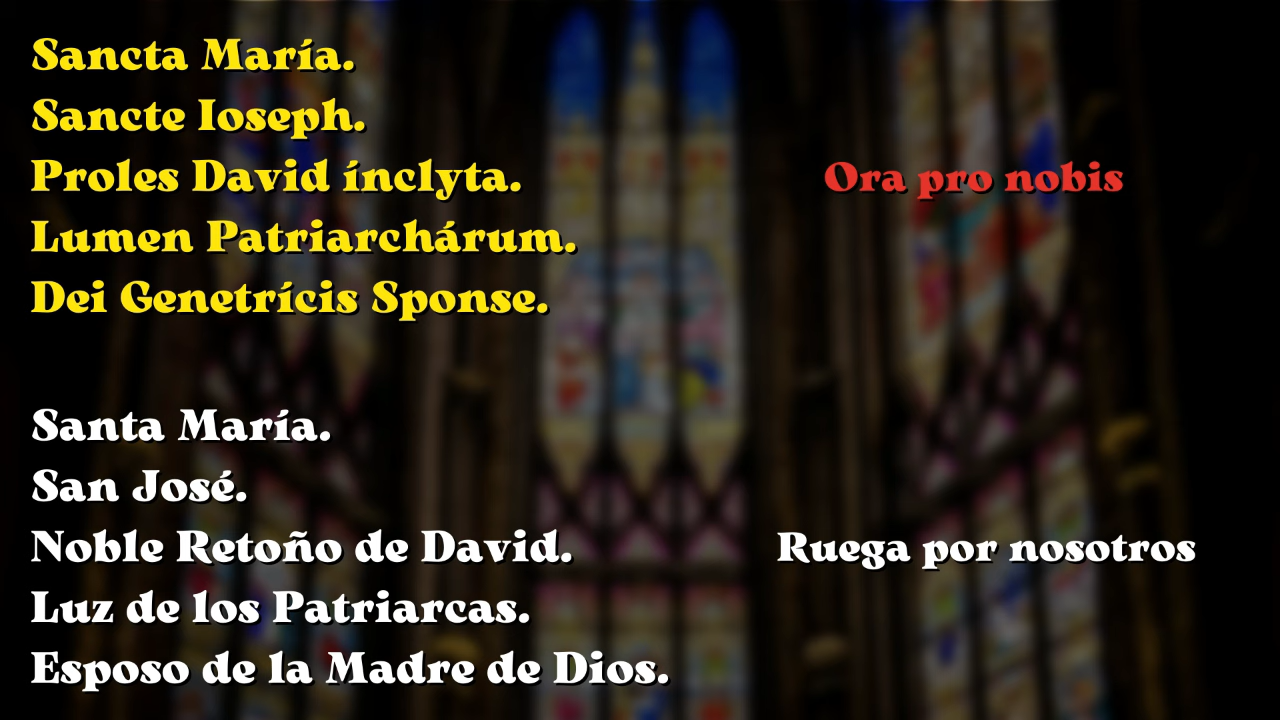 Sancta María.
Sancte Ioseph.
Proles David ínclyta.
Lumen Patriarchárum.
Dei Genetrícis Sponse.
Ora pro nobis
Santa María.
San José.
Noble Retoño de David.
Luz de los Patriarcas.
Esposo de la Madre de Dios.
Ruega por nosotros